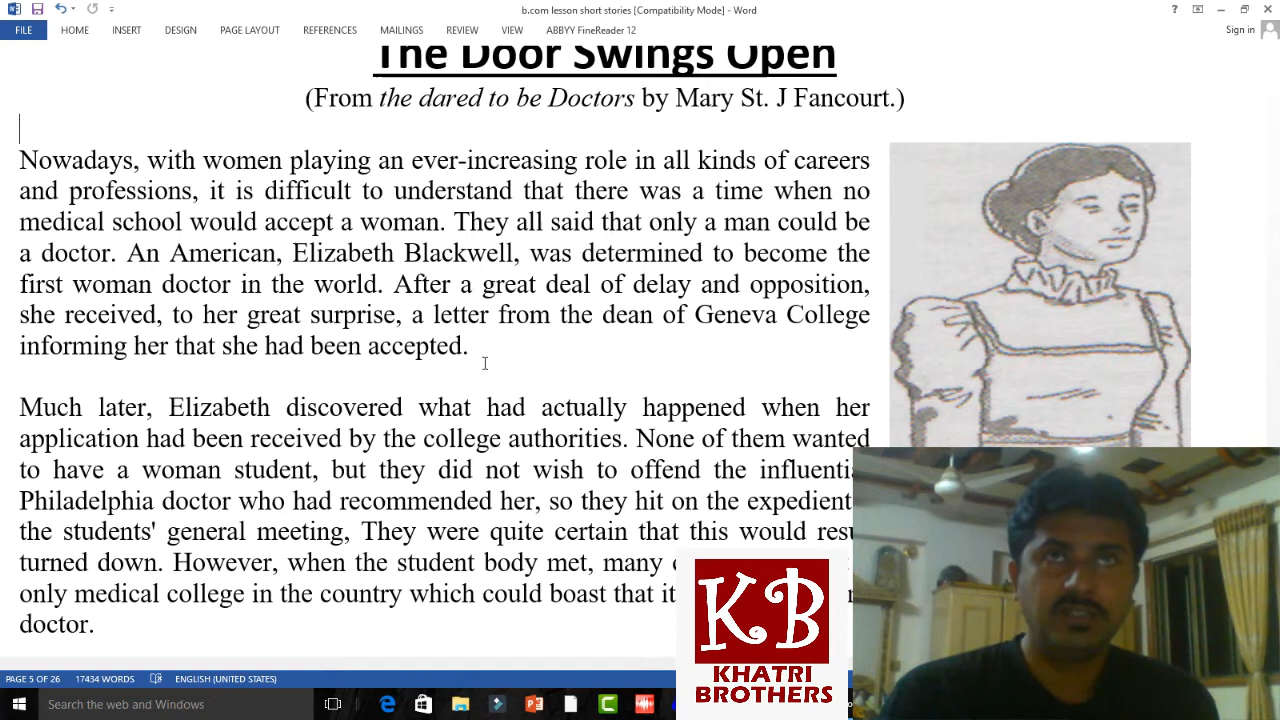 b.com lesson short stories [Compatibility Mode] - Word
?
FILE HOME INSERT DESIGN PAGE LAYOUT REFERENCES MAILINGS REVIEW VIEW ABBYY FineReader 12
Sign in
The Door Swings Open
(From the dared to be Doctors by Mary St. J Fancourt.)
Nowadays, with women playing an ever-increasing role in all kinds of careers
and professions, it is difficult to understand that there was a time when no
medical school would accept a woman. They all said that only a man could be
a doctor. An American, Elizabeth Blackwell, was determined to become the
first woman doctor in the world. After a great deal of delay and opposition,
she received, to her great surprise, a letter from the dean of Geneva College
informing her that she had been accepted.
Much later, Elizabeth discovered what had actually happened when her
application had been received by the college authorities. None of them wanted
to have a woman student, but they did not wish to offend the
Philadelphia doctor who had recommended her, so they hit on the
the students' general meeting, They were quite certain that this would
turned down. However, when the student body met, many
only medical college in the country which could boast that it
doctor.
KB
KHATRI
BROTHERS
PAGE 5 OF 26 17434 WORDS ENGLISH (UNITED STATES)
Search the web and Windows